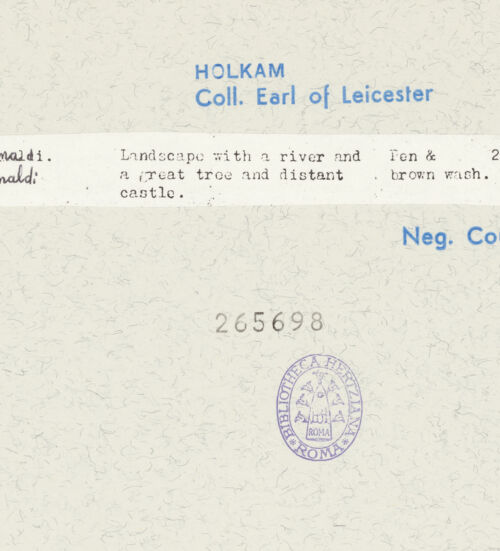 HOLKAM
Coll. Earl of Leicester
maldi. Landscape with a river and Pen & 2
naldi a great tree and distant brown wash.
castle.
Neg. Co
265698
BIBLIOTHECA HERTZIANA
ROMA
ROMA